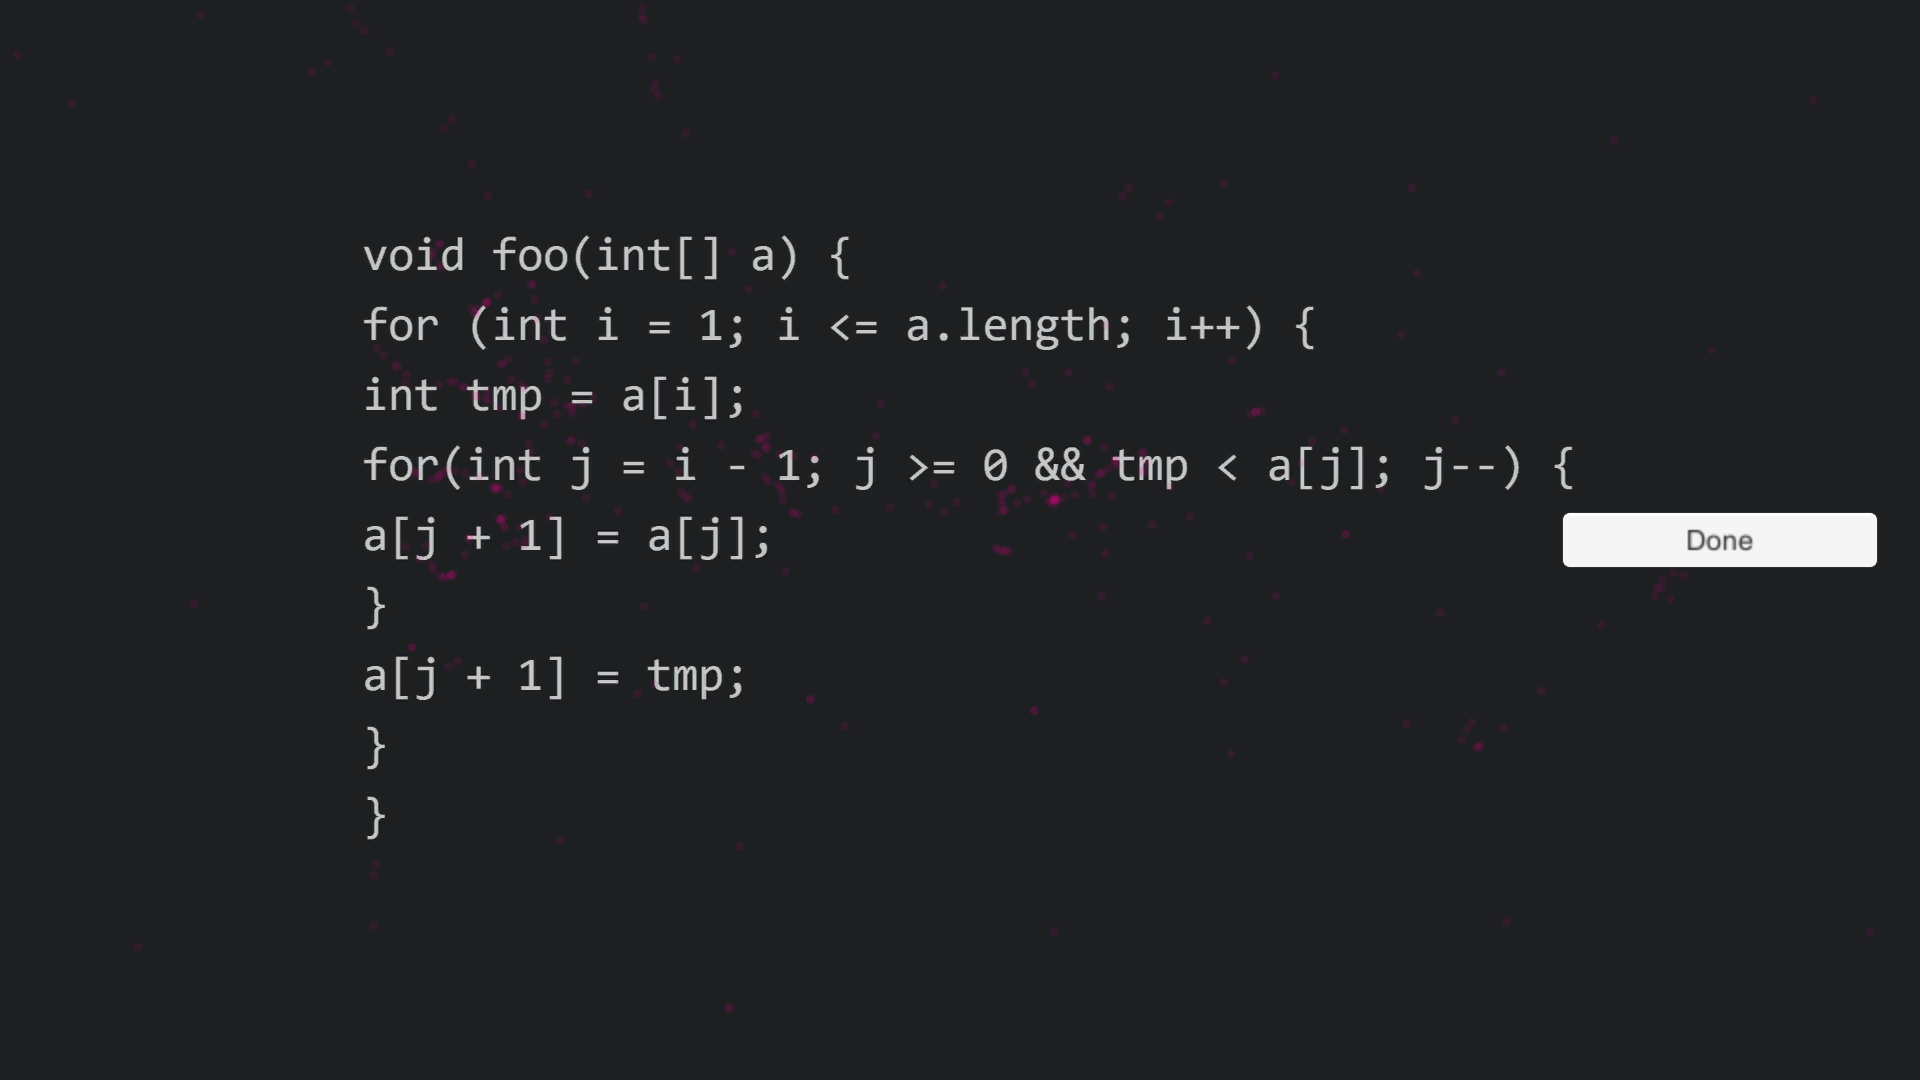 void foo(int[] a) {
for (int i = 1; i <= a.length; i++) {
int tmp = a[i];
for(int j = i - 1; j >= 0 && tmp < a[j]; j--) {
a[j + 1] = a[j];
Done
}
a[j + 1] = tmp;
}
}